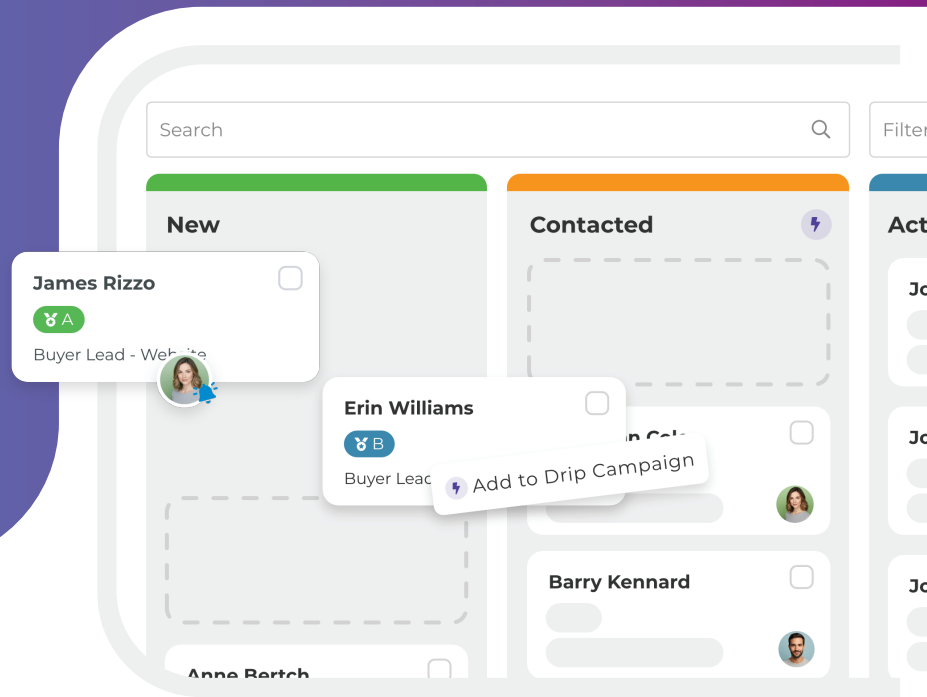 Search
Filter
New
Contacted
James Rizzo
A
Buyer Lead - Website
Erin Williams
B
Buyer Lead
Add to Drip Campaign
Barry Kennard
Anne Bertch